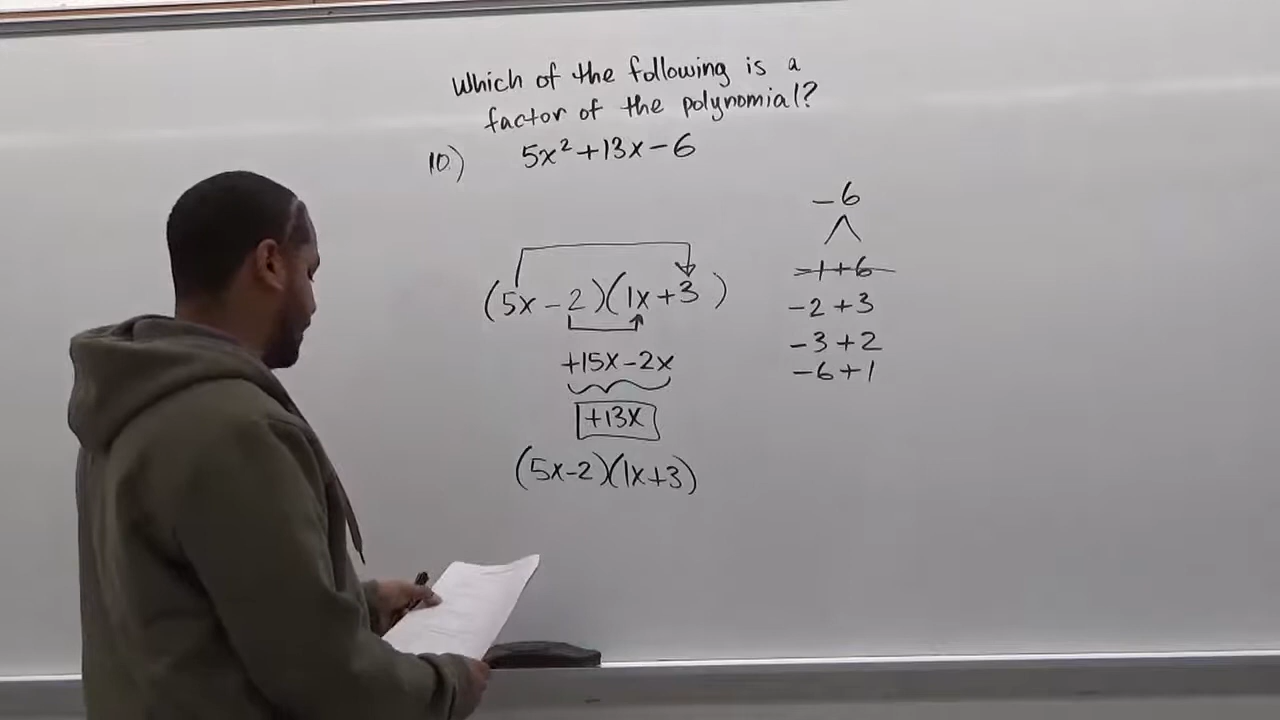 Which of the following is a
factor of the polynomial?
10.) 5x² + 13x - 6
-6
-1+6
-2 +3
-3 +2
-6 +1
(5x - 2)(1x + 3)
+15x - 2x
+13x
(5x-2)(1x+3)